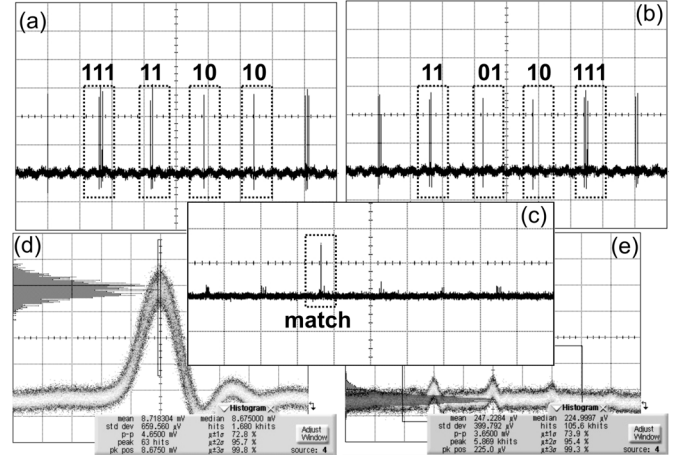 (a)
111 11 10 10
(b)
11 01 10 111
(c)
match
(d)
Histogram
mean 8.718304 mV median 8.675000 mV
std dev 659.560 µV hits 1.680 khits
p-p 4.6500 mV µ±1σ 72.8 %
peak 63 hits µ±2σ 95.7 %
pk pos 8.6750 mV µ±3σ 99.8 %
Adjust
Window
source: 4
(e)
Histogram
mean 247.2284 µV median 224.9997 µV
std dev 399.792 µV hits 105.6 khits
p-p 3.6500 mV µ±1σ 73.9 %
peak 5.869 khits µ±2σ 95.4 %
pk pos 225.0 µV µ±3σ 99.3 %
Adjust
Window
source: 4